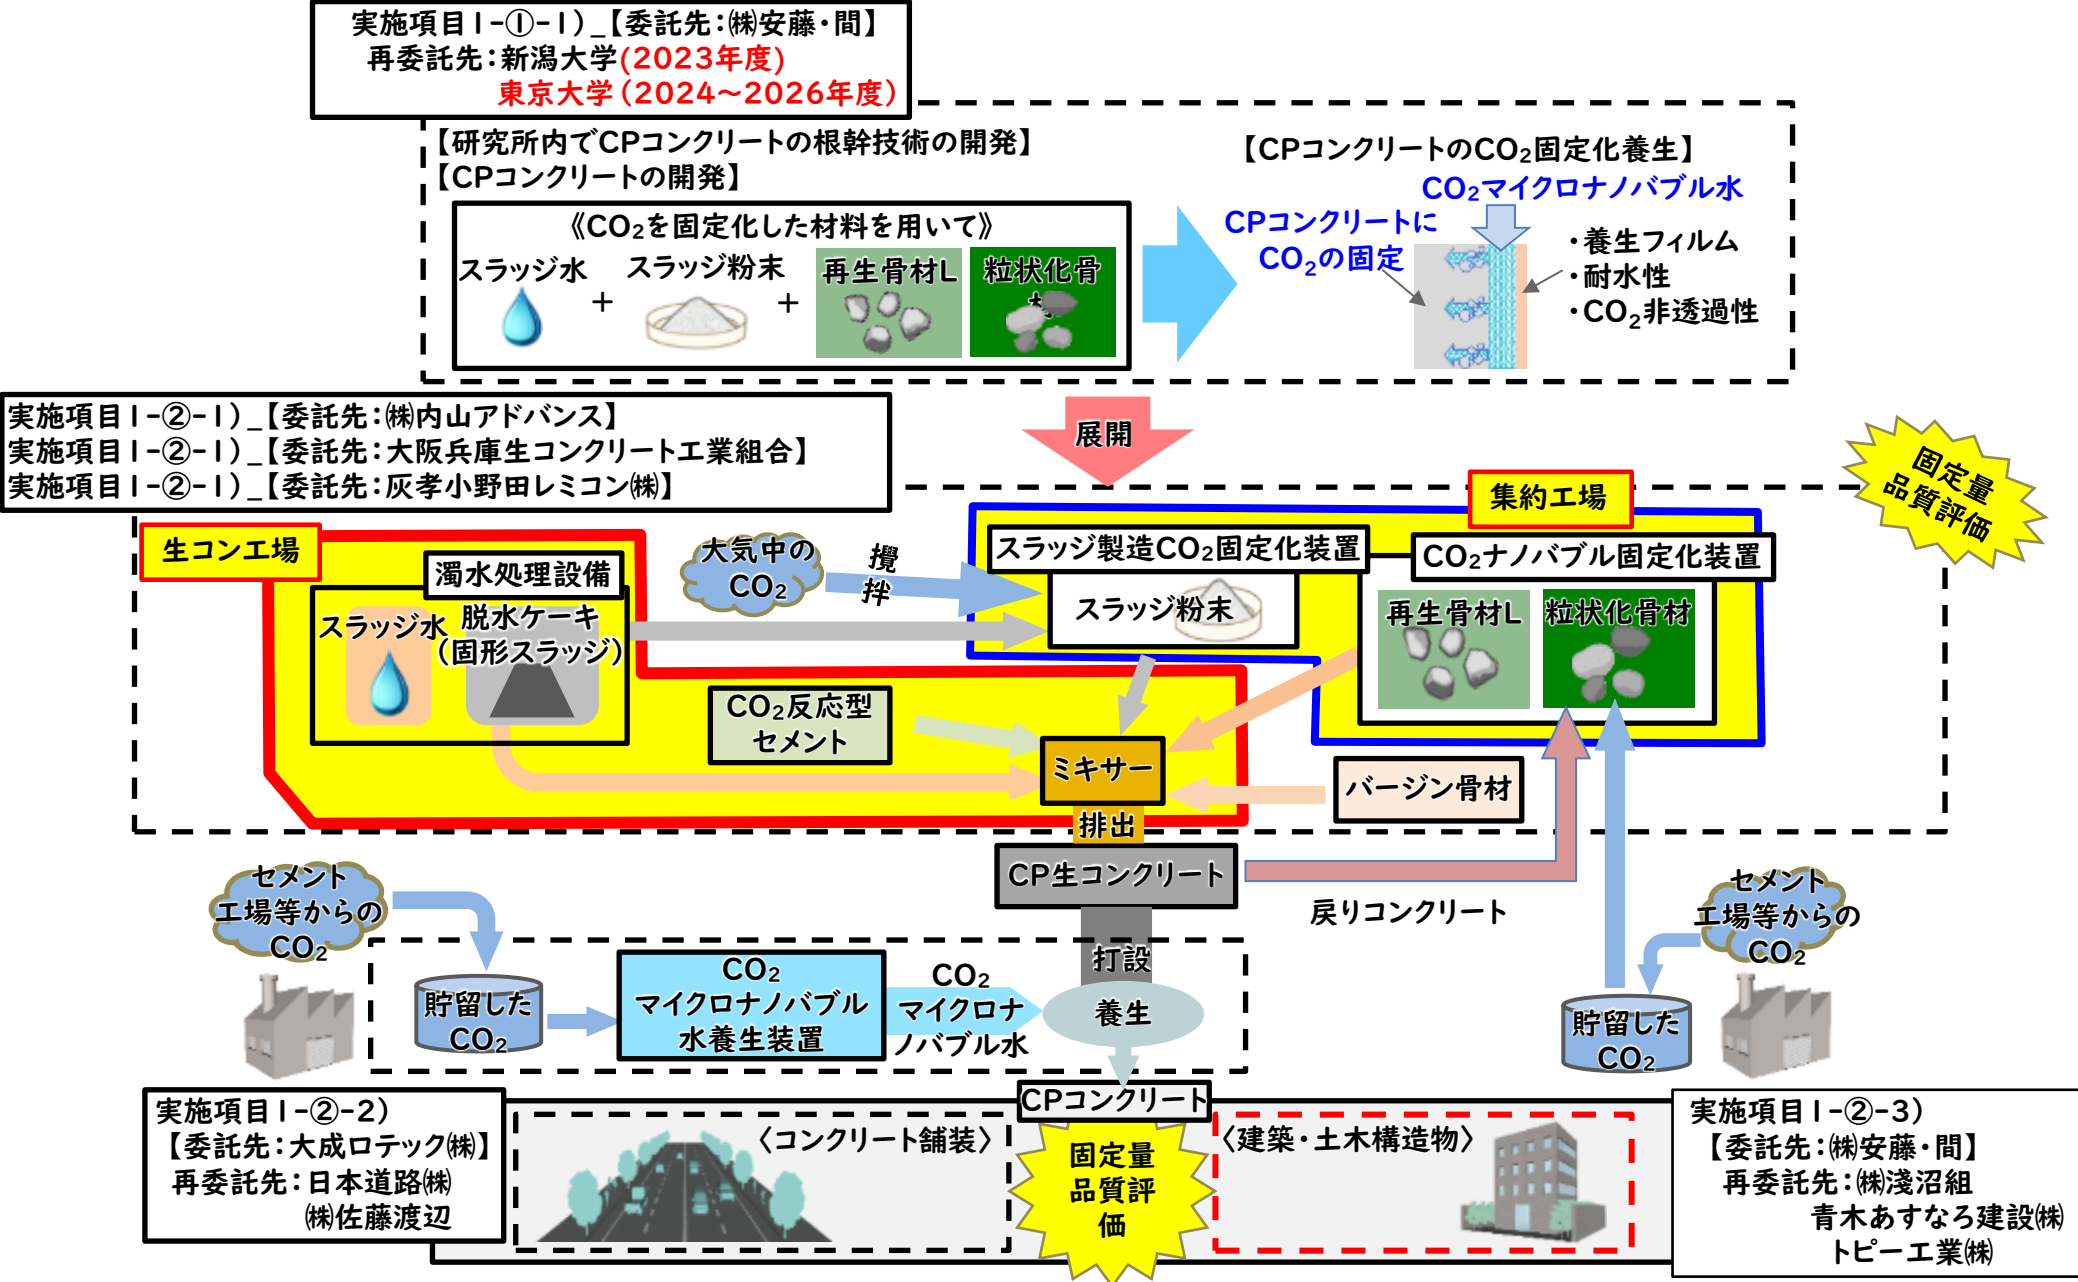 実施項目1-①-1)_【委託先:㈱安藤・間】
再委託先:新潟大学(2023年度)
東京大学(2024~2026年度)
【研究所内でCPコンクリートの根幹技術の開発】
【CPコンクリートの開発】
《CO₂を固定化した材料を用いて》
スラッジ水
+
スラッジ粉末
+
再生骨材L
粒状化骨
【CPコンクリートのCO₂固定化養生】
CO₂マイクロナノバブル水
CPコンクリートに
CO₂の固定
・養生フィルム
・耐水性
・CO₂非透過性
実施項目1-②-1)_【委託先:㈱内山アドバンス】
実施項目1-②-1)_【委託先:大阪兵庫生コンクリート工業組合】
実施項目1-②-1)_【委託先:灰孝小野田レミコン㈱】
展開
固定量
品質評価
集約工場
生コン工場
濁水処理設備
スラッジ水
脱水ケーキ
(固形スラッジ)
大気中の
CO₂
攪
拌
スラッジ製造CO₂固定化装置
スラッジ粉末
CO₂ナノバブル固定化装置
再生骨材L
粒状化骨材
CO₂反応型
セメント
ミキサー
バージン骨材
排出
CP生コンクリート
戻りコンクリート
セメント
工場等からの
CO₂
貯留した
CO₂
CO₂
マイクロナノバブル
水養生装置
CO₂
マイクロナ
ノバブル水
打設
養生
セメント
工場等からの
CO₂
貯留した
CO₂
CPコンクリート
実施項目1-②-2)
【委託先:大成ロテック㈱】
再委託先:日本道路㈱
㈱佐藤渡辺
〈コンクリート舗装〉
固定量
品質評
価
〈建築・土木構造物〉
実施項目1-②-3)
【委託先:㈱安藤・間】
再委託先:㈱淺沼組
青木あすなろ建設㈱
トピー工業㈱